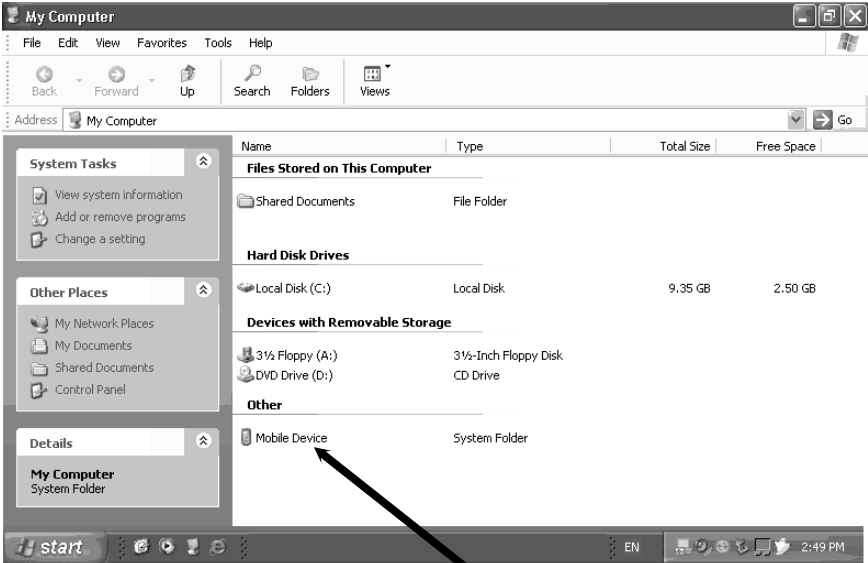 My Computer
File Edit View Favorites Tools Help
Back Forward Up Search Folders Views
Address My Computer Go
System Tasks
View system information
Add or remove programs
Change a setting
Other Places
My Network Places
My Documents
Shared Documents
Control Panel
Details
My Computer
System Folder
Name Type Total Size Free Space
Files Stored on This Computer
Shared Documents File Folder
Hard Disk Drives
Local Disk (C:) Local Disk 9.35 GB 2.50 GB
Devices with Removable Storage
3½ Floppy (A:) 3½-Inch Floppy Disk
DVD Drive (D:) CD Drive
Other
Mobile Device System Folder
start EN 2:49 PM